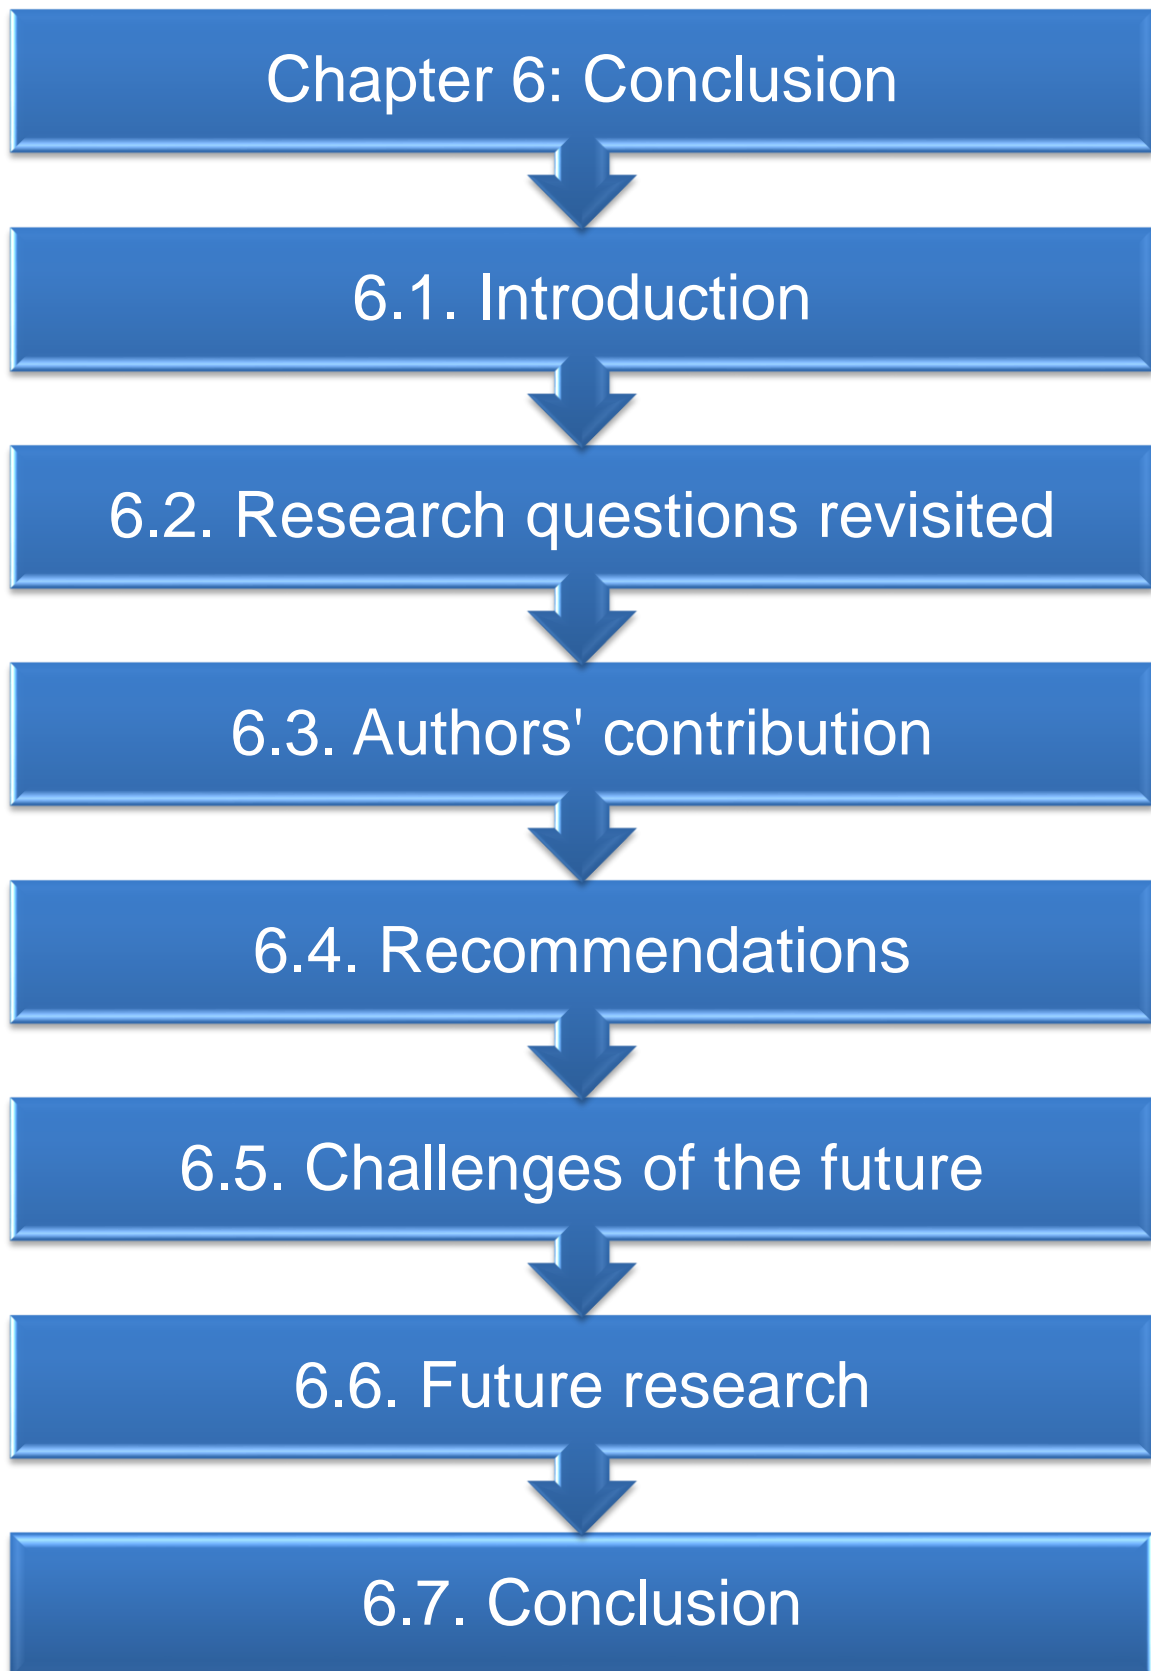 Chapter 6: Conclusion
6.1. Introduction
6.2. Research questions revisited
6.3. Authors' contribution
6.4. Recommendations
6.5. Challenges of the future
6.6. Future research
6.7. Conclusion